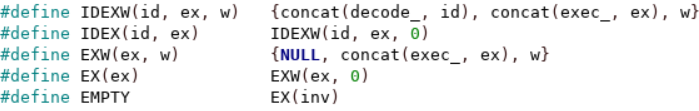 #define IDEXW(id, ex, w)   {concat(decode_, id), concat(exec_, ex), w}
#define IDEX(id, ex)       IDEXW(id, ex, 0)
#define EXW(ex, w)         {NULL, concat(exec_, ex), w}
#define EX(ex)             EXW(ex, 0)
#define EMPTY              EX(inv)